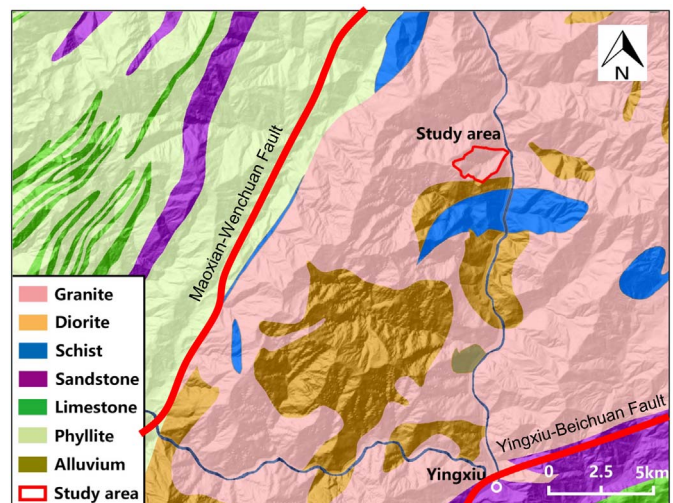 N
Study area
Maoxian-Wenchuan Fault
Granite
Diorite
Schist
Sandstone
Limestone
Phyllite
Alluvium
Study area
Yingxiu-Beichuan Fault
Yingxiu
0 2.5 5km